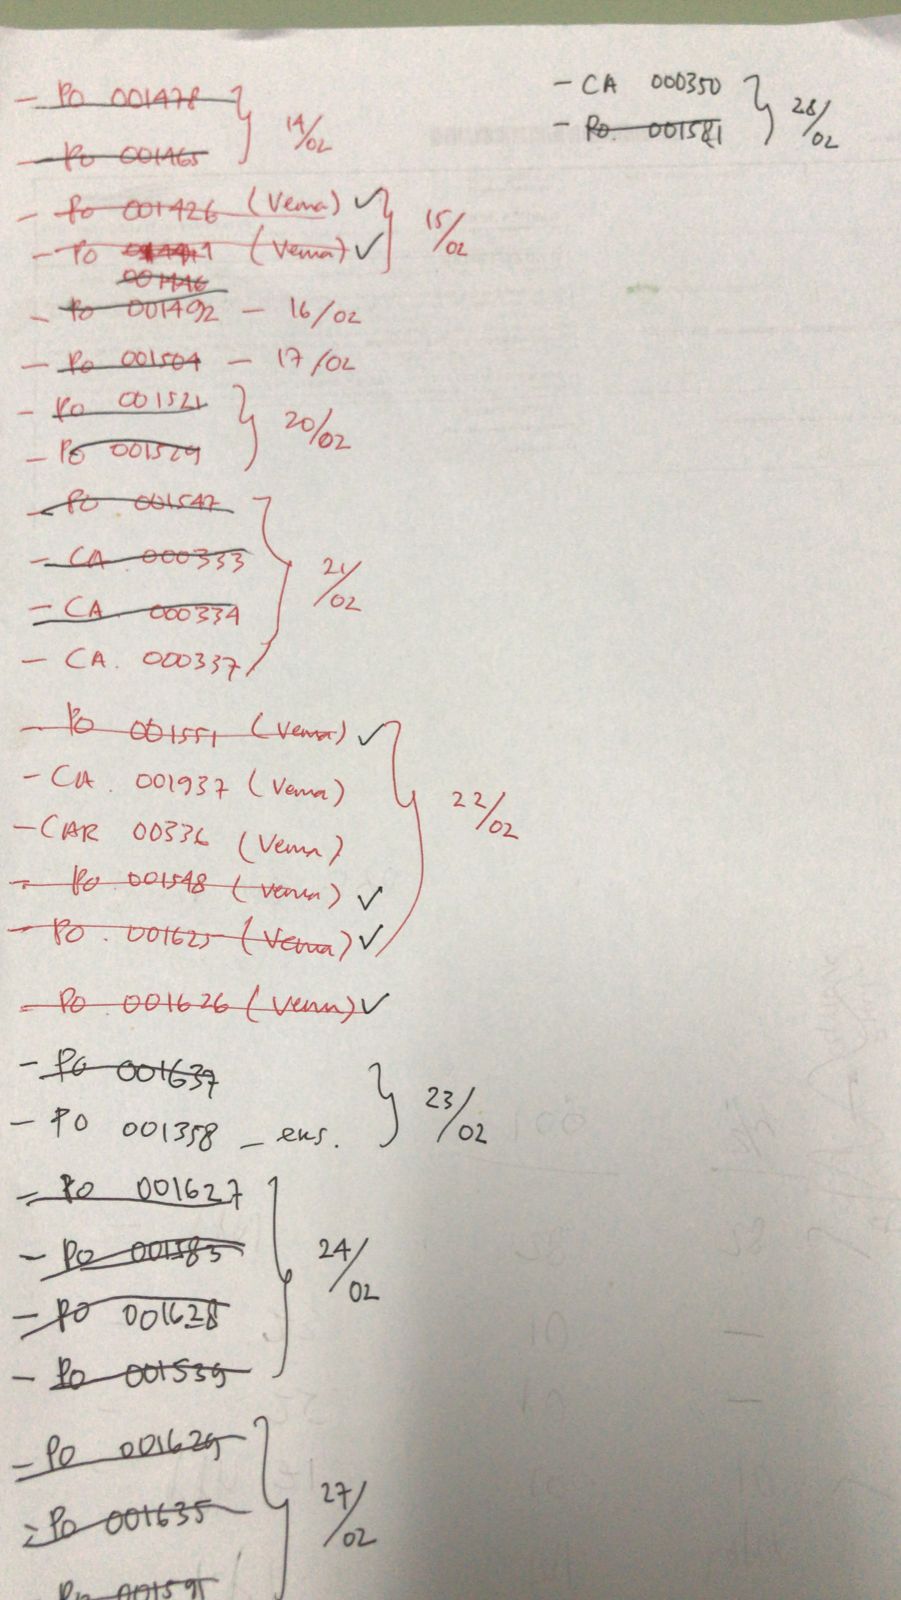 - PO 001478
14/02
- PO 001465
- PO 001426 (Vema) ✓
15/02
- PO (Vema) ✓
001446
- PO 001492 - 16/02
- PO 001504 - 17/02
- PO 001521
20/02
- PO 001529
- PO 001547
- CA 000333
21/02
- CA 000334
- CA. 000337
- PO 001551 (Vema) ✓
- CA. 001937 (Vema)
22/02
- CAR 00336 (Vema)
- PO 001548 (Vema) ✓
- PO. 001625 (Vema) ✓
- PO 001626 (Vema) ✓
- PO 001637
23/02
- PO 001358 - eks.
- PO 001627
- PO 001583
24/02
- PO 001628
- PO 001539
- PO 001629
- PO 001635
27/02
- PO 001591
- CA 000350
28/02
- PO. 001581